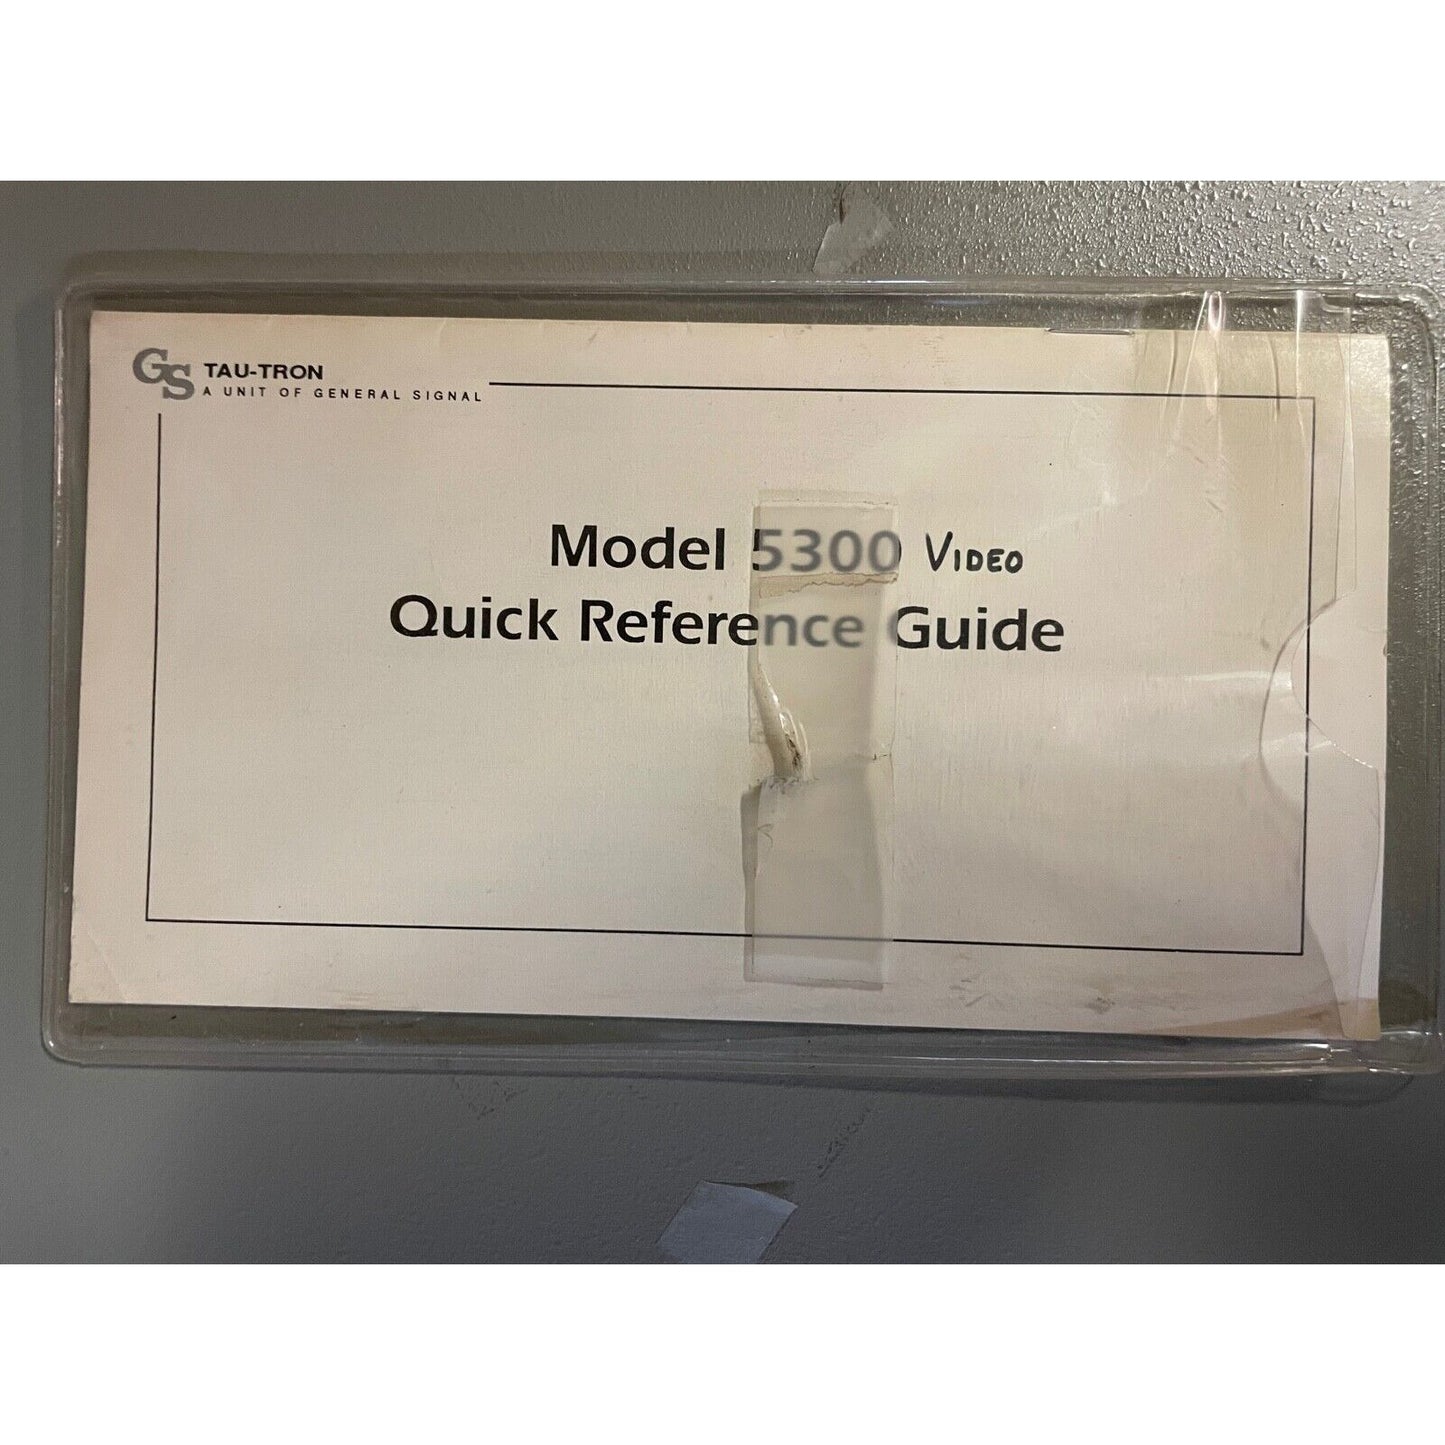 GS TAU-TRON
A UNIT OF GENERAL SIGNAL
Model 5300 VIDEO
Quick Reference Guide